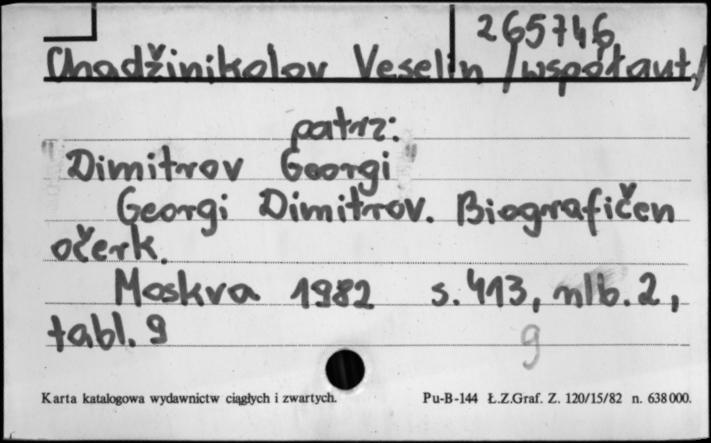 265746
Chadžinikolov Veselin /współaut./
patrz:
"Dimitrov Georgi"
Georgi Dimitrov. Biografičen
očerk.
Moskva 1982 s. 413, nlb. 2,
tabl. 9
9
Karta katalogowa wydawnictw ciągłych i zwartych. Pu-B-144 Ł.Z.Graf. Z. 120/15/82 n. 638000.